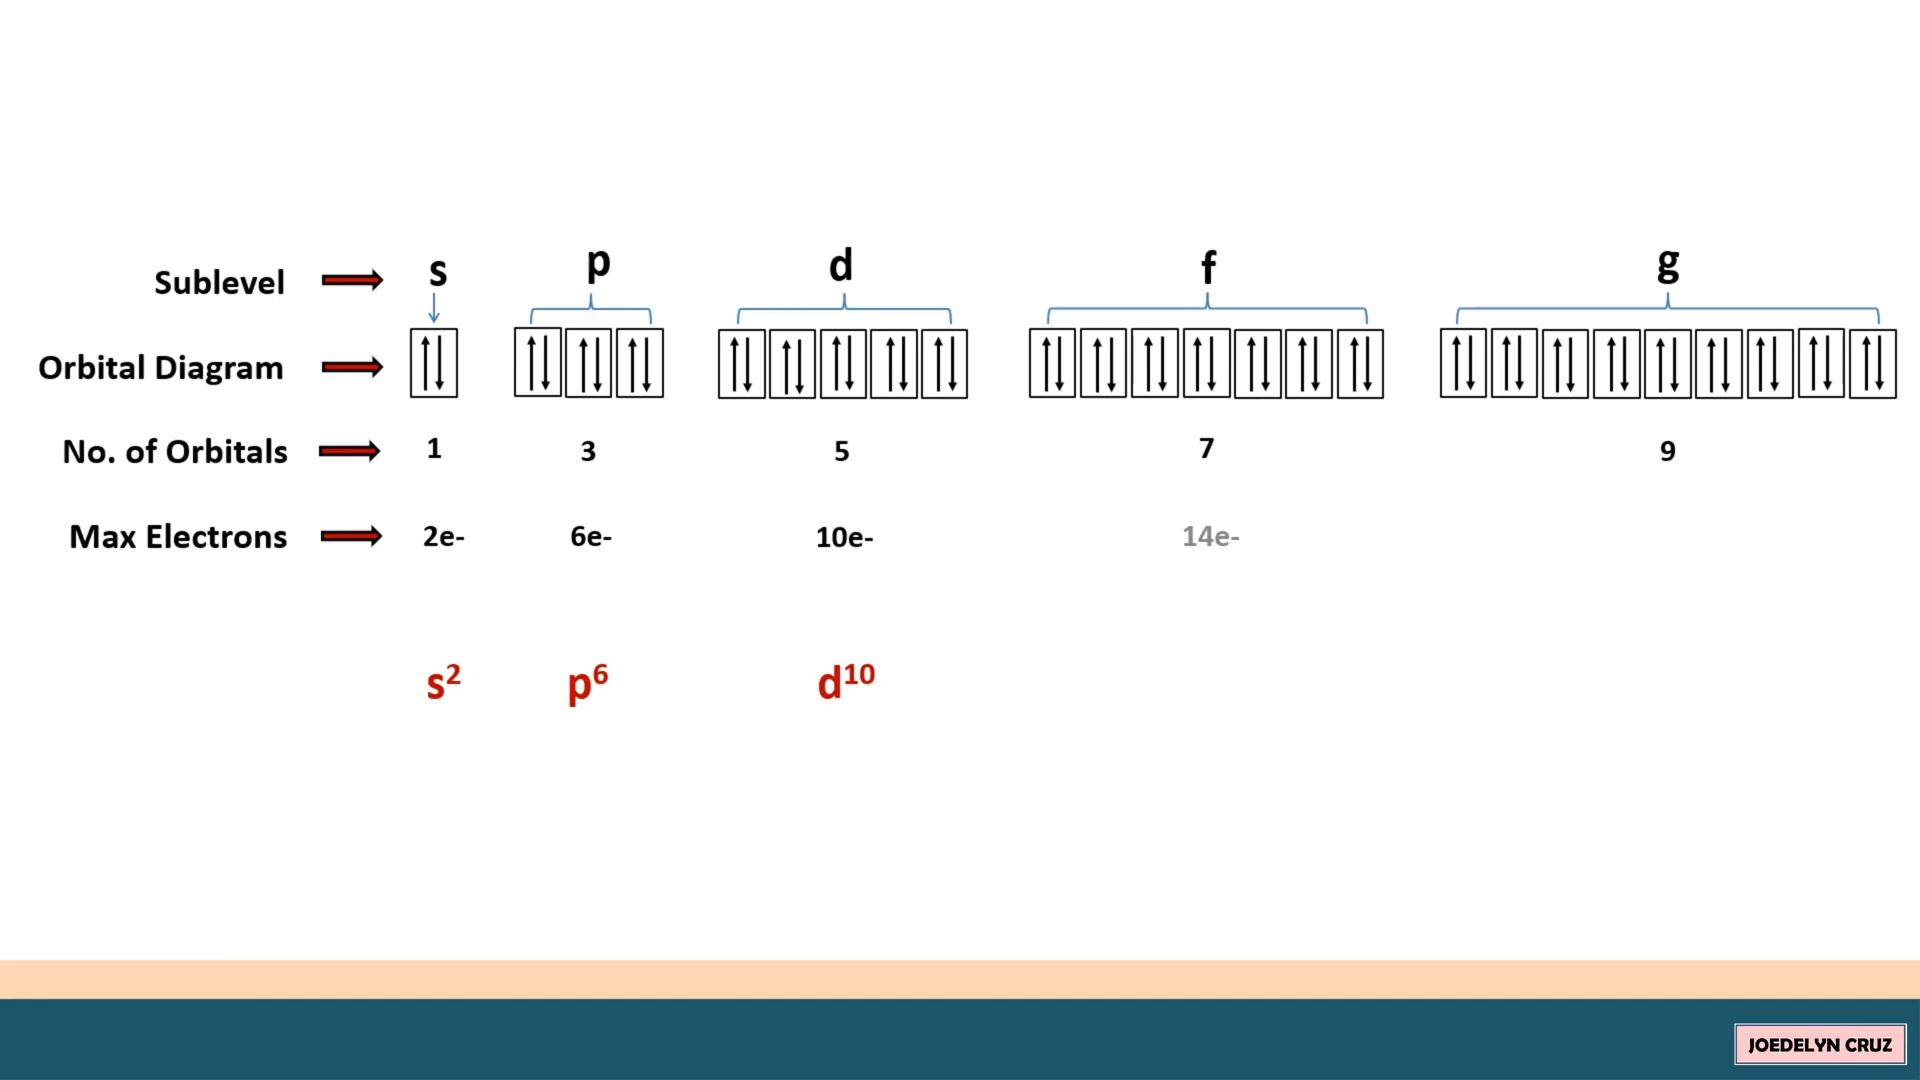 Sublevel s p d f g
Orbital Diagram
No. of Orbitals 1 3 5 7 9
Max Electrons 2e- 6e- 10e- 14e-
s² p⁶ d¹⁰
JOEDELYN CRUZ